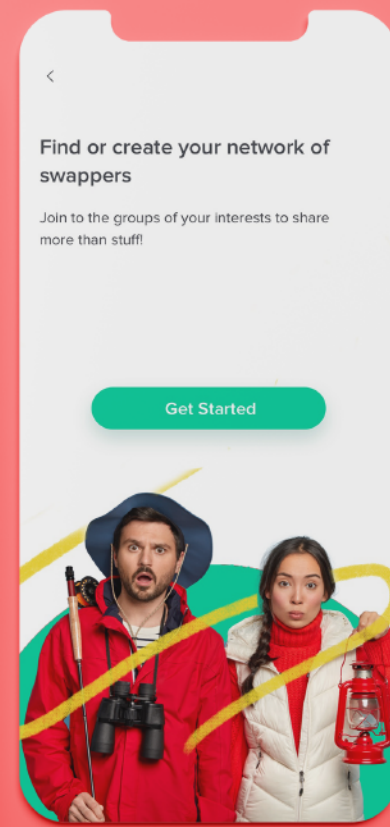 Find or create your network of
swappers
Join to the groups of your interests to share
more than stuff!
Get Started